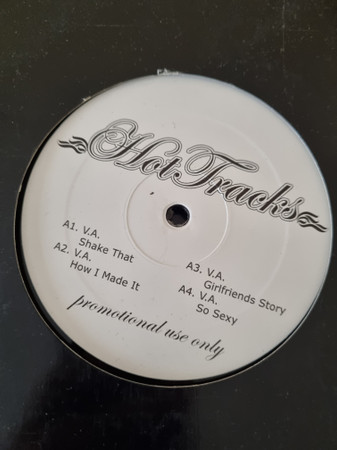 Hot Tracks
A1. V.A.
Shake That
A2. V.A.
How I Made It
A3. V.A.
Girlfriends Story
A4. V.A.
So Sexy
promotional use only